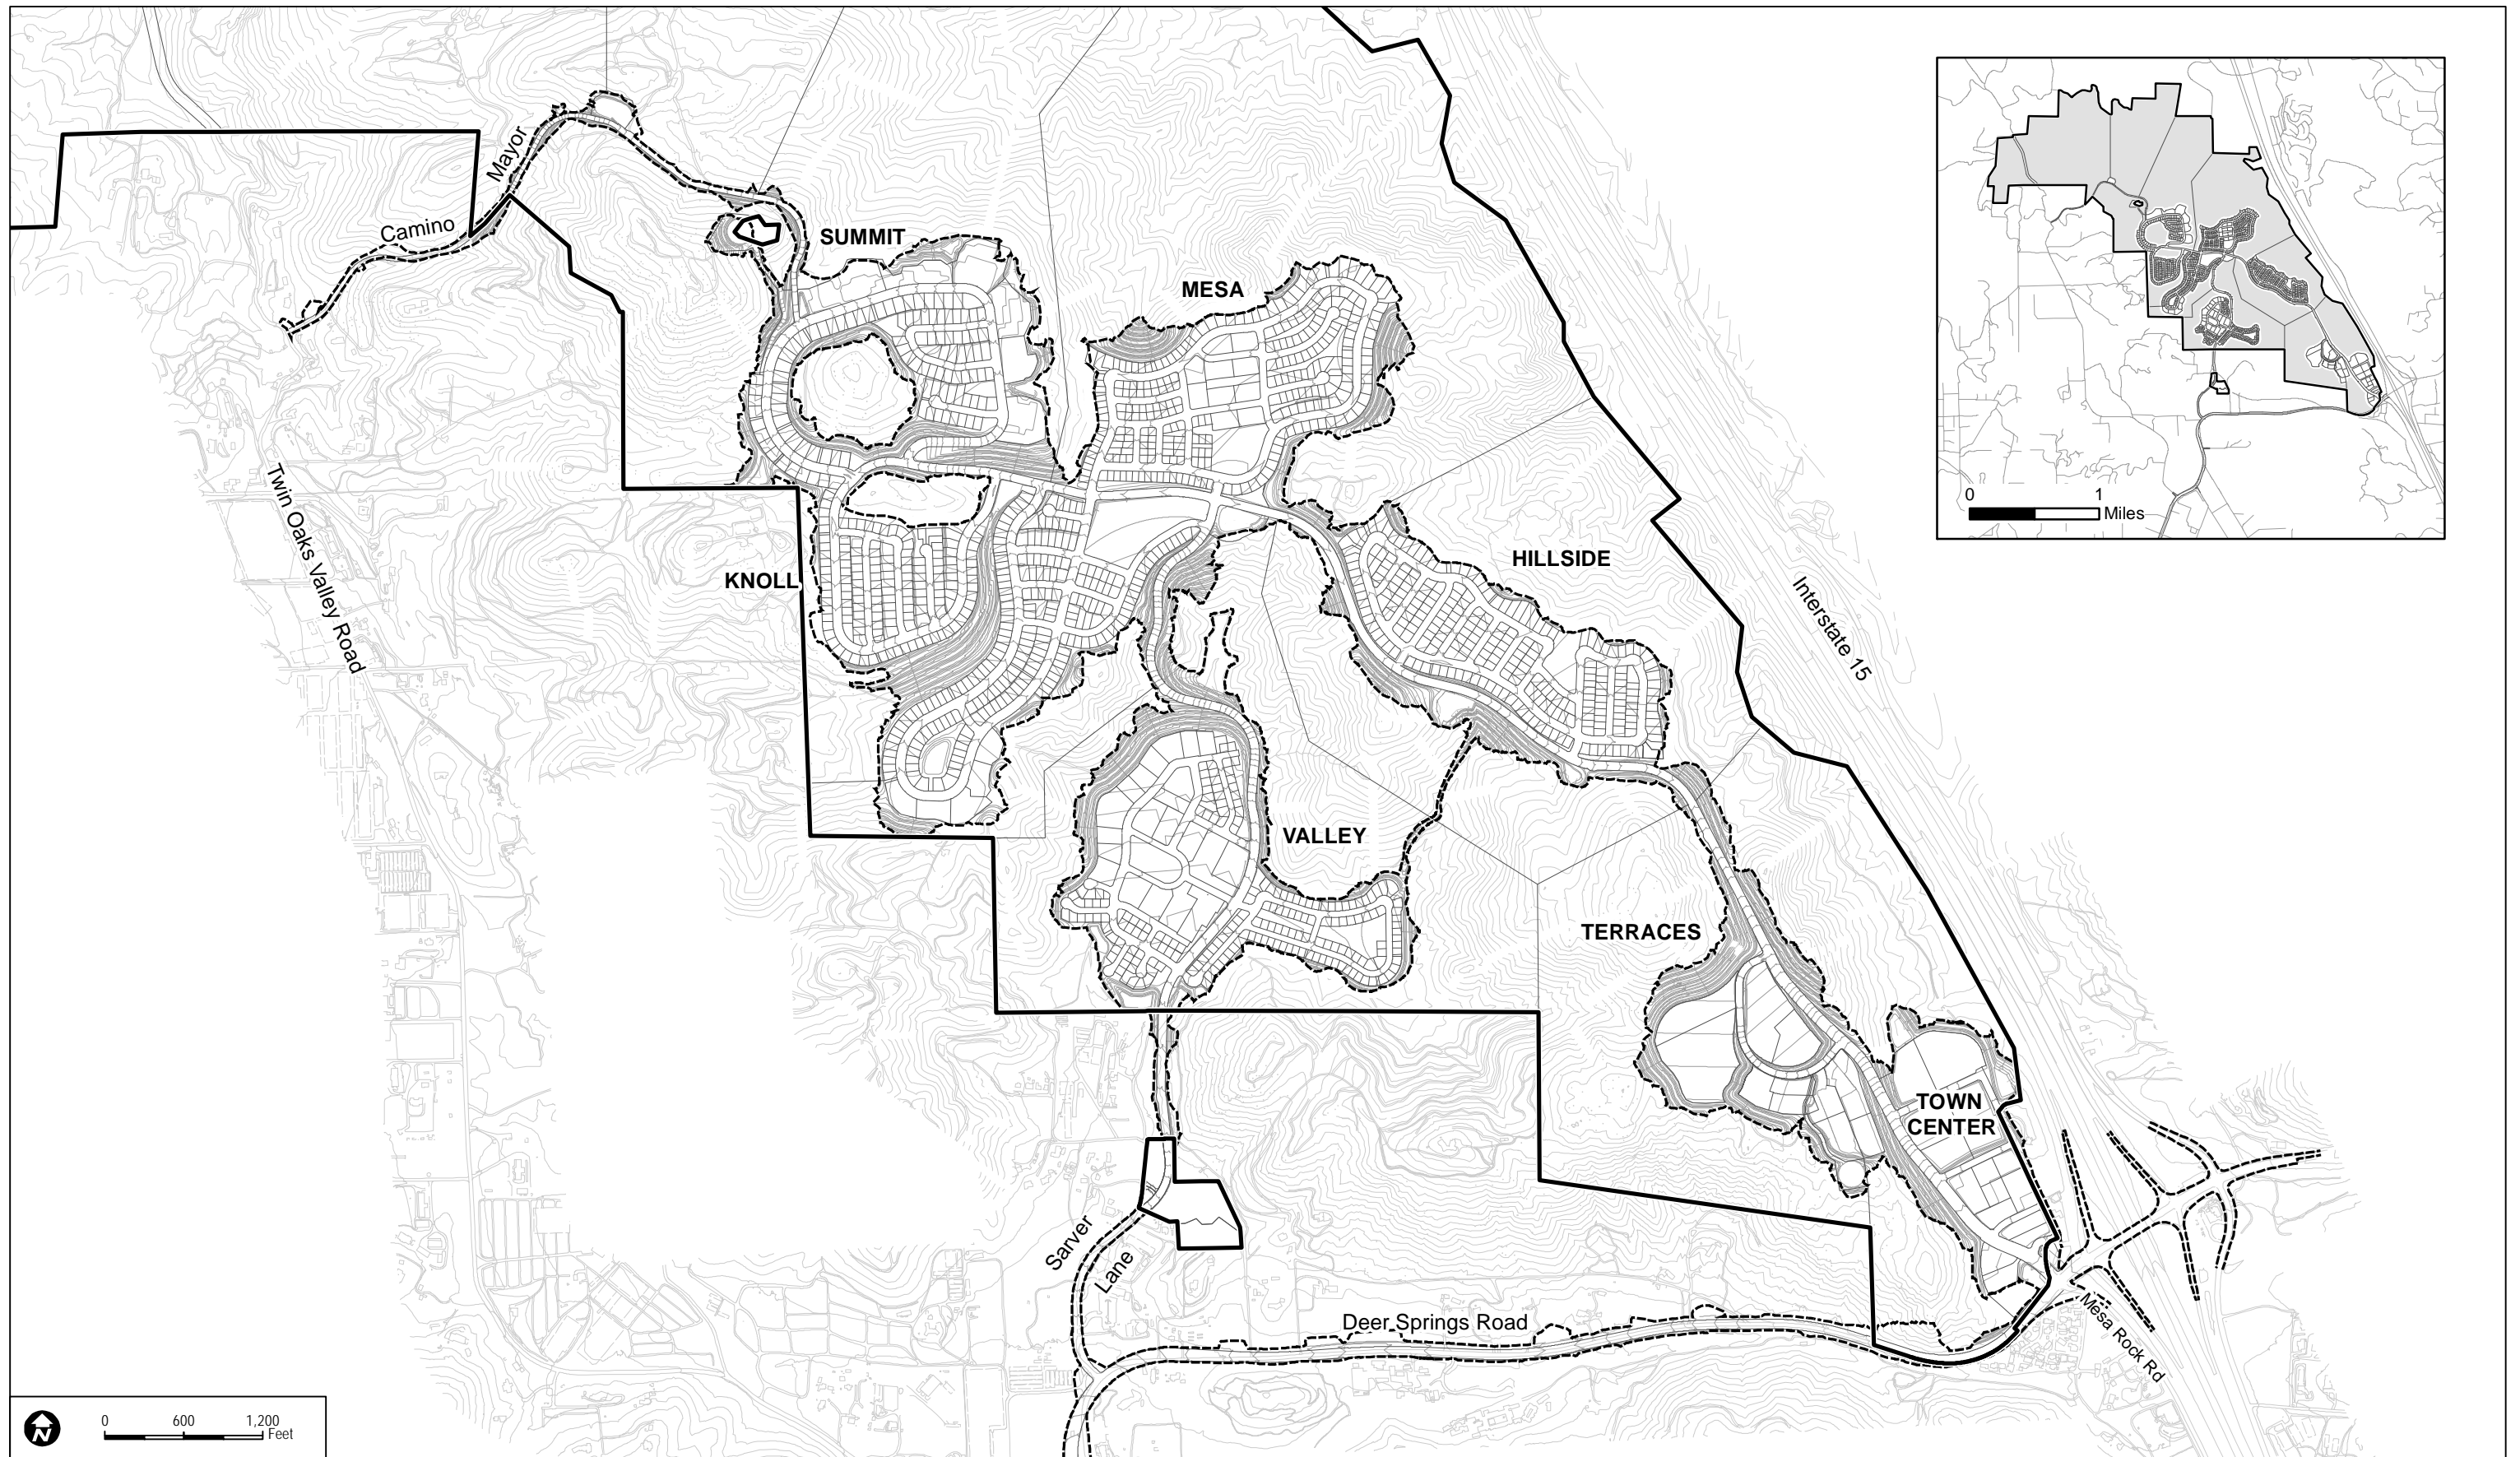 Mayor
Camino
SUMMIT
MESA
KNOLL
HILLSIDE
VALLEY
TERRACES
TOWN
CENTER
Twin Oaks Valley Road
Interstate 15
Sarver
Lane
Deer Springs Road
Mesa Rock Rd
0 1
Miles
N
0 600 1,200
Feet